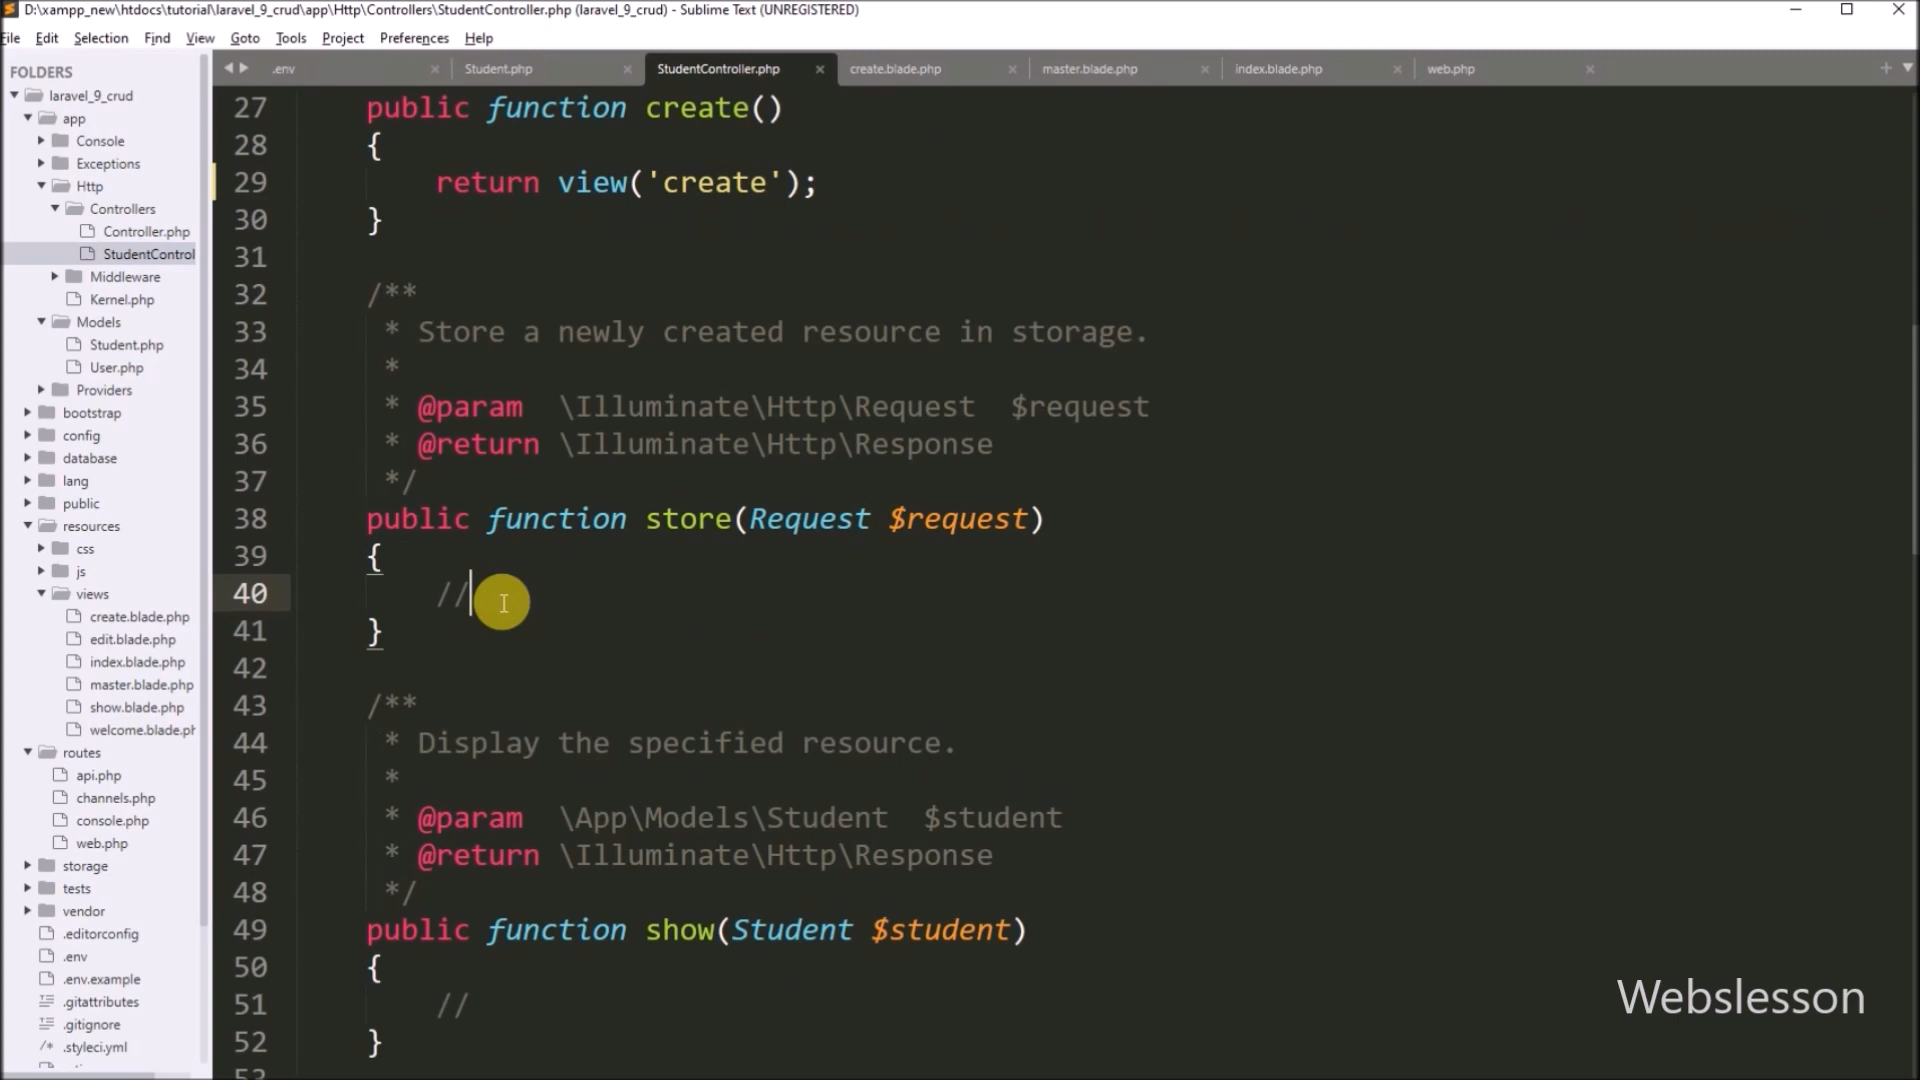 D:\xampp_new\htdocs\tutorial\laravel_9_crud\app\Http\Controllers\StudentController.php (laravel_9_crud) - Sublime Text (UNREGISTERED)
File Edit Selection Find View Goto Tools Project Preferences Help
FOLDERS
laravel_9_crud
app
Console
Exceptions
Http
Controllers
Controller.php
StudentControl
Middleware
Kernel.php
Models
Student.php
User.php
Providers
bootstrap
config
database
lang
public
resources
css
js
views
create.blade.php
edit.blade.php
index.blade.php
master.blade.php
show.blade.php
welcome.blade.ph
routes
api.php
channels.php
console.php
web.php
storage
tests
vendor
.editorconfig
.env
.env.example
.gitattributes
.gitignore
.styleci.yml
.env Student.php StudentController.php create.blade.php master.blade.php index.blade.php web.php
27 public function create()
28 {
29 return view('create');
30 }
31
32 /**
33 * Store a newly created resource in storage.
34 *
35 * @param \Illuminate\Http\Request $request
36 * @return \Illuminate\Http\Response
37 */
38 public function store(Request $request)
39 {
40 //
41 }
42
43 /**
44 * Display the specified resource.
45 *
46 * @param \App\Models\Student $student
47 * @return \Illuminate\Http\Response
48 */
49 public function show(Student $student)
50 {
51 //
52 }
53
Webslesson